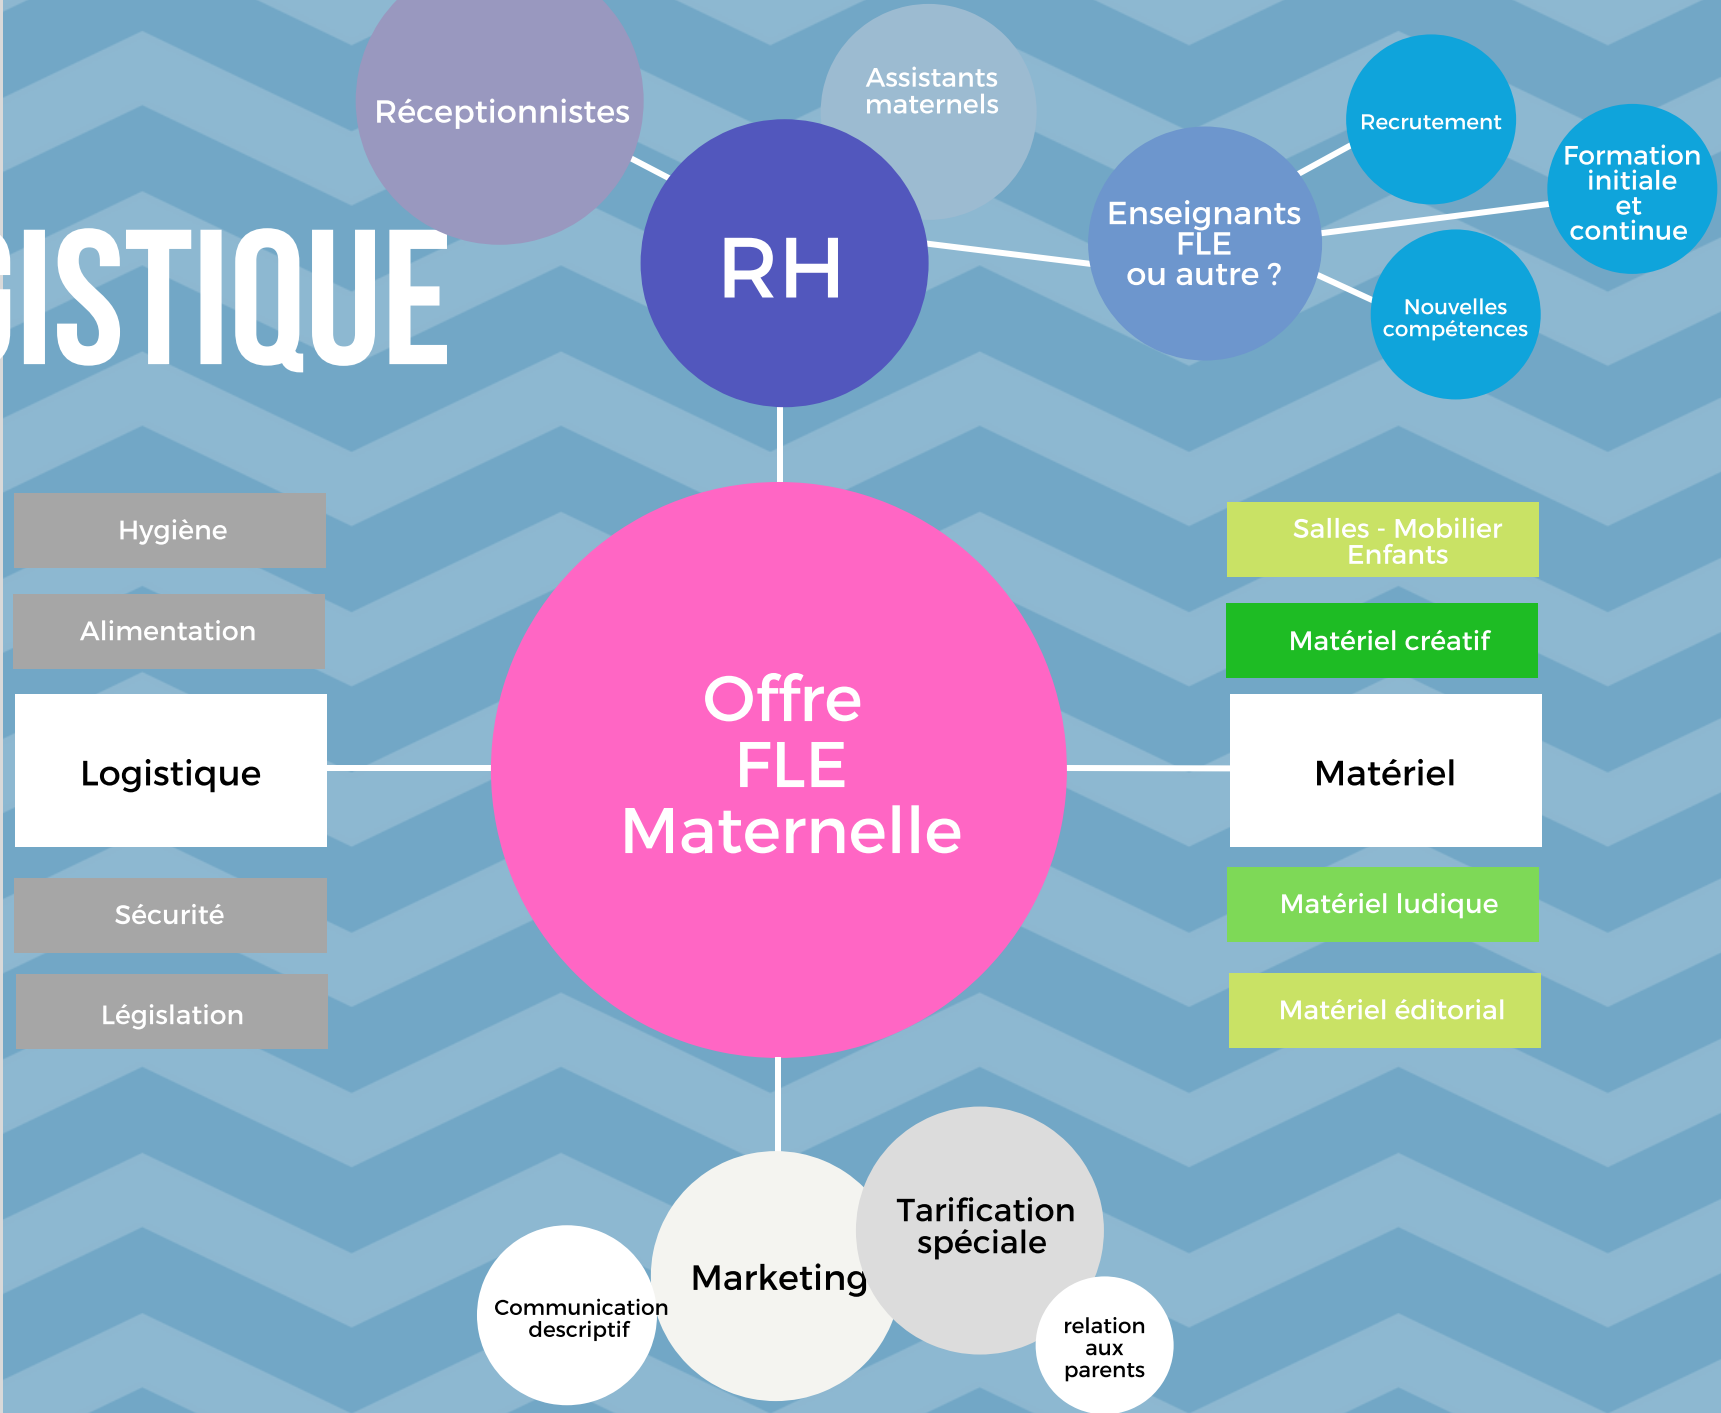 Réceptionnistes
Assistants
maternels
Recrutement
Formation
initiale
et
continue
Enseignants
FLE
ou autre ?
RH
GISTIQUE
Nouvelles
compétences
Hygiène
Alimentation
Logistique
Sécurité
Législation
Offre
FLE
Maternelle
Salles - Mobilier
Enfants
Matériel créatif
Matériel
Matériel ludique
Matériel éditorial
Marketing
Tarification
spéciale
Communication
descriptif
relation
aux
parents